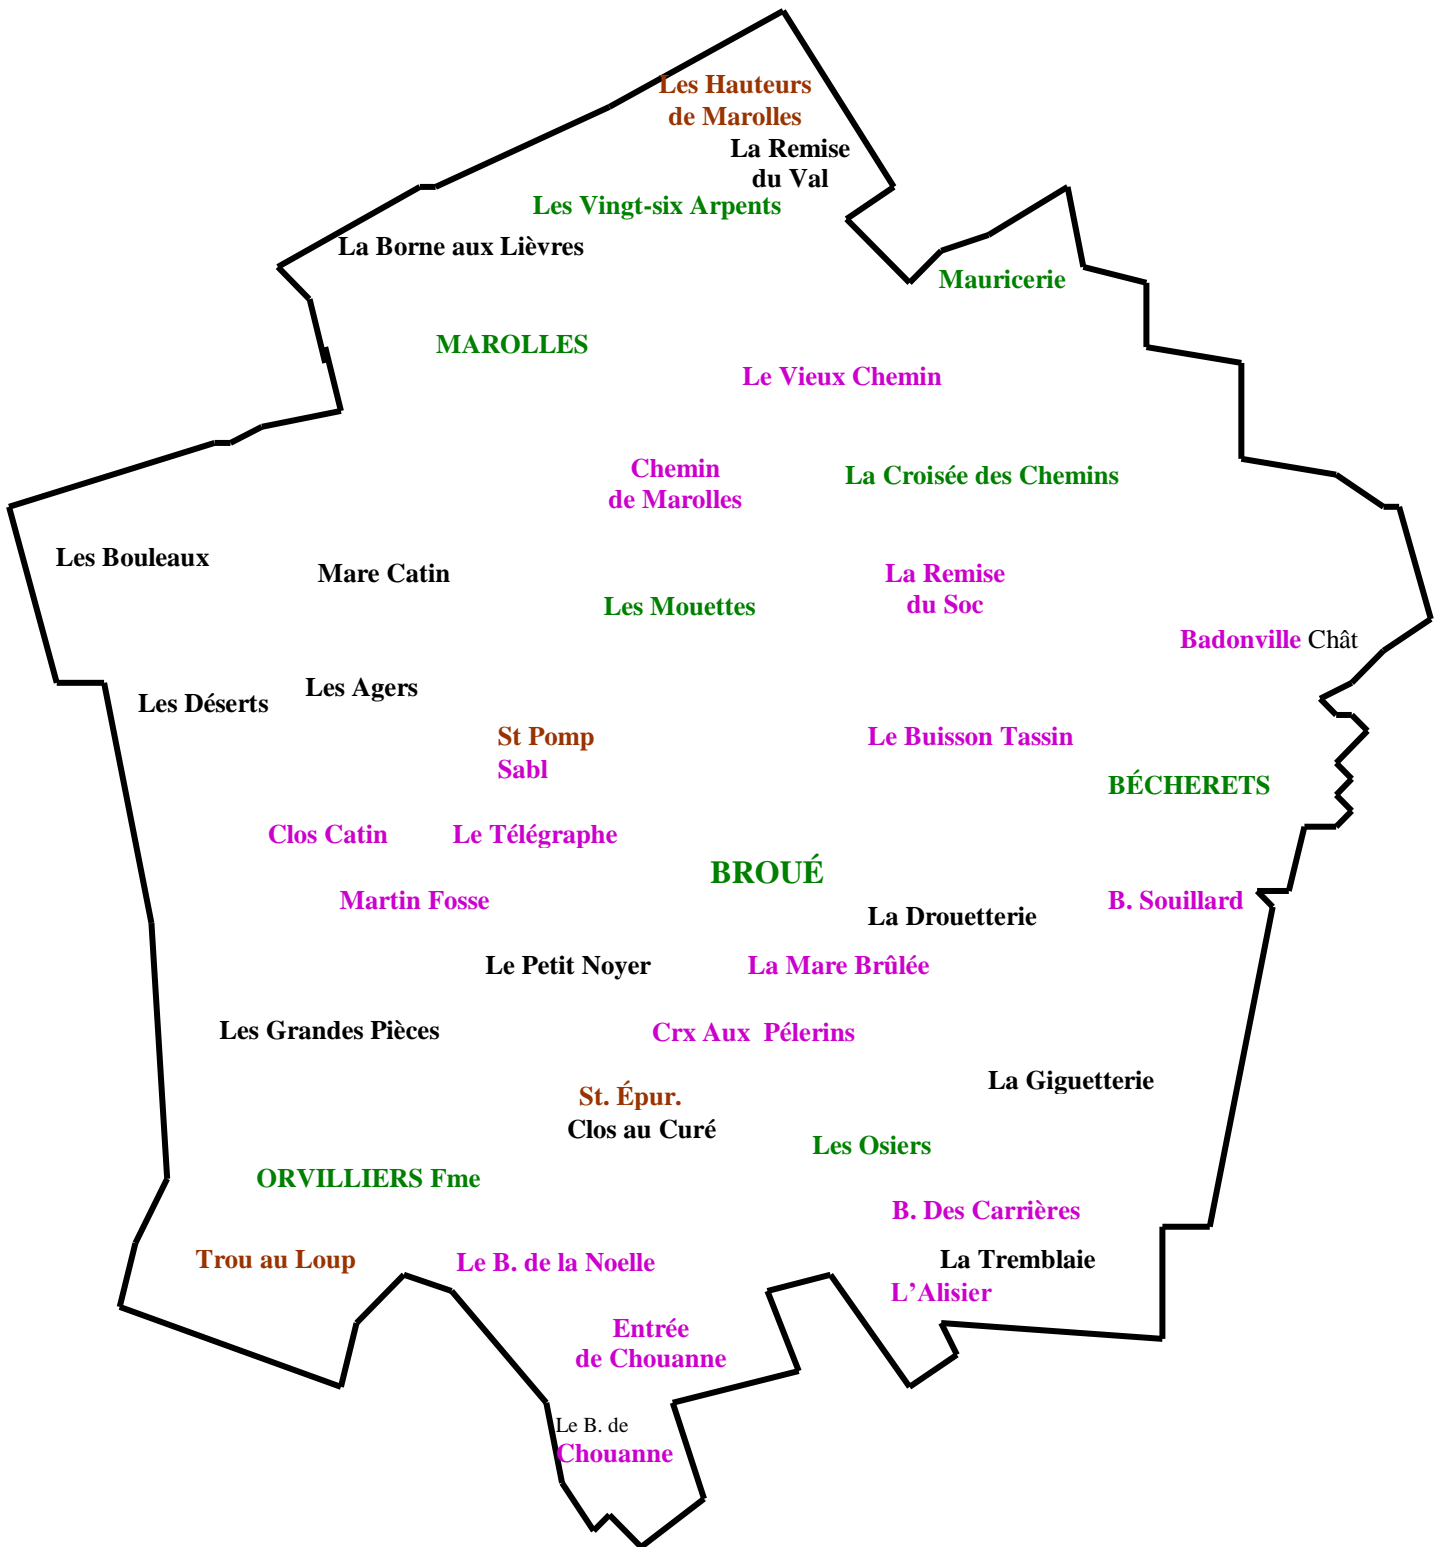 Les Hauteurs
de Marolles
La Remise
du Val
Les Vingt-six Arpents
La Borne aux Lièvres
Mauricerie
MAROLLES
Le Vieux Chemin
Chemin
de Marolles
La Croisée des Chemins
Les Bouleaux
Mare Catin
La Remise
du Soc
Les Mouettes
Badonville Chât
Les Agers
Les Déserts
St Pomp
Sabl
Le Buisson Tassin
BÉCHERETS
Clos Catin
Le Télégraphe
BROUÉ
Martin Fosse
B. Souillard
La Drouetterie
Le Petit Noyer
La Mare Brûlée
Les Grandes Pièces
Crx Aux Pélerins
La Giguetterie
St. Épur.
Clos au Curé
Les Osiers
ORVILLIERS Fme
B. Des Carrières
Trou au Loup
Le B. de la Noelle
La Tremblaie
L’Alisier
Entrée
de Chouanne
Le B. de
Chouanne